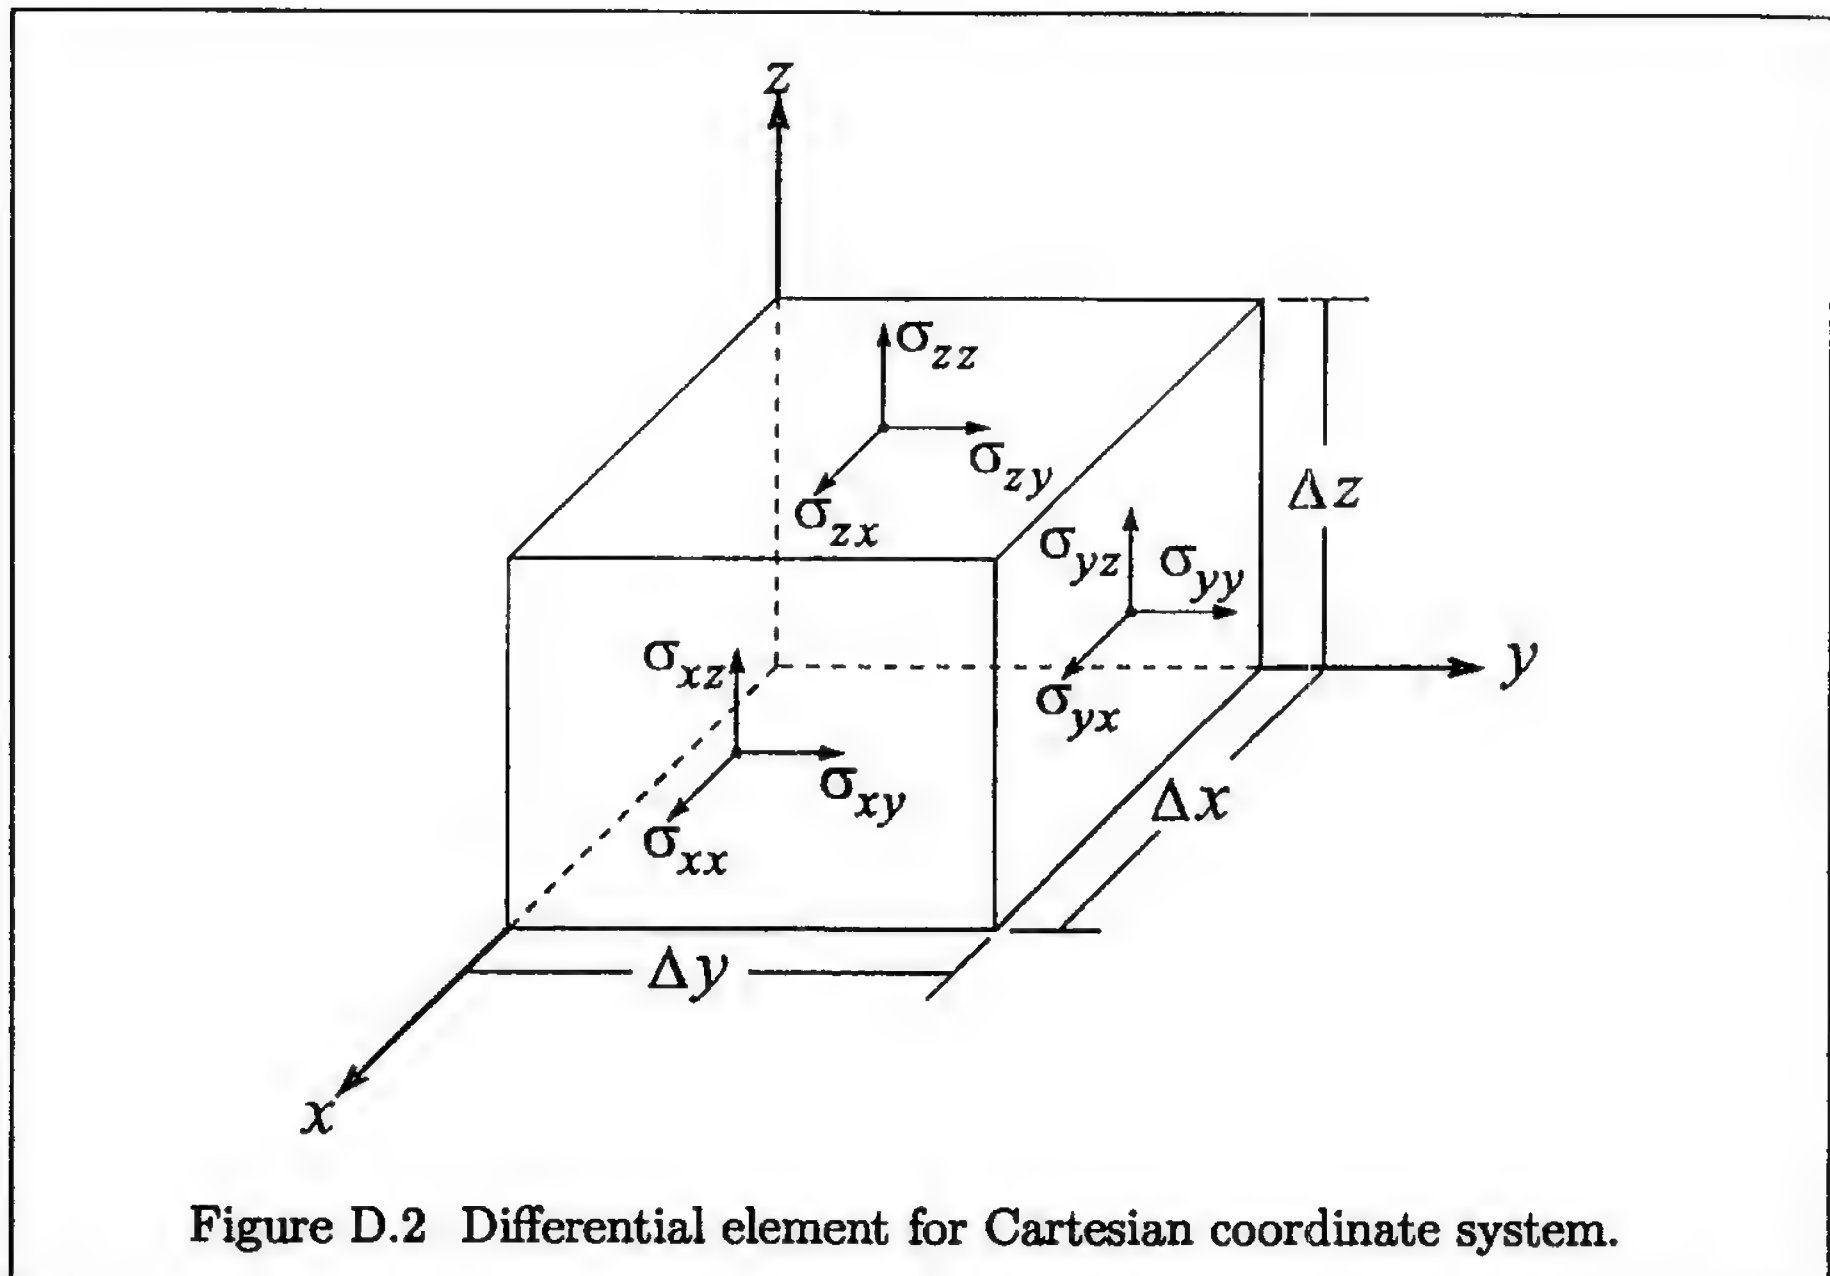 z
σzz
σzy
σzx
Δz
σyz
σyy
σxz
y
σyx
σxy
Δx
σxx
Δy
x
Figure D.2 Differential element for Cartesian coordinate system.